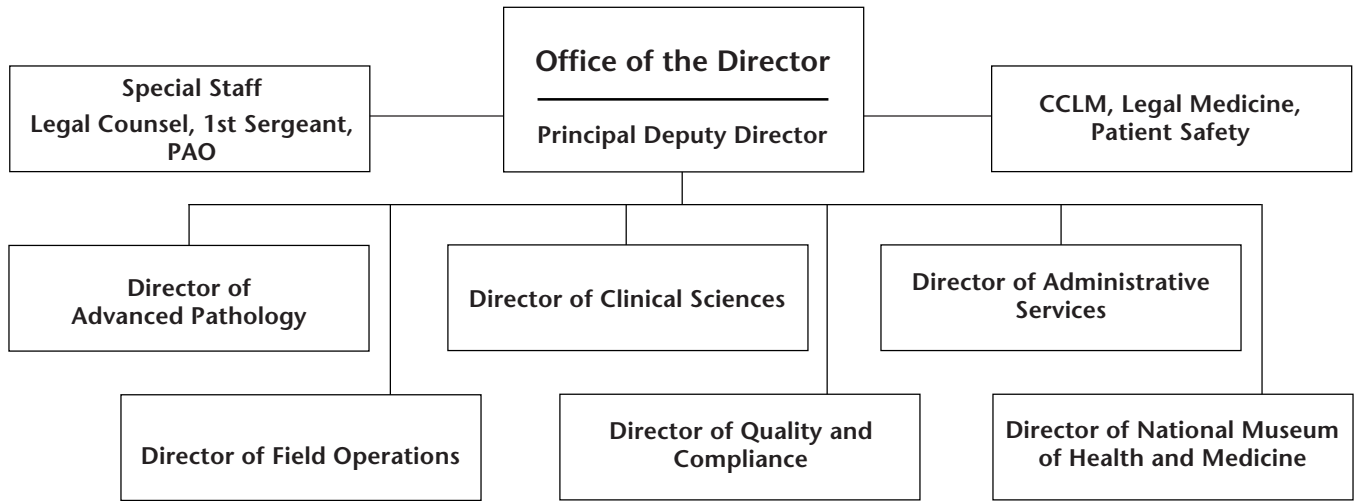 Office of the Director
Principal Deputy Director
Special Staff
Legal Counsel, 1st Sergeant,
PAO
CCLM, Legal Medicine,
Patient Safety
Director of
Advanced Pathology
Director of Clinical Sciences
Director of Administrative
Services
Director of Field Operations
Director of Quality and
Compliance
Director of National Museum
of Health and Medicine